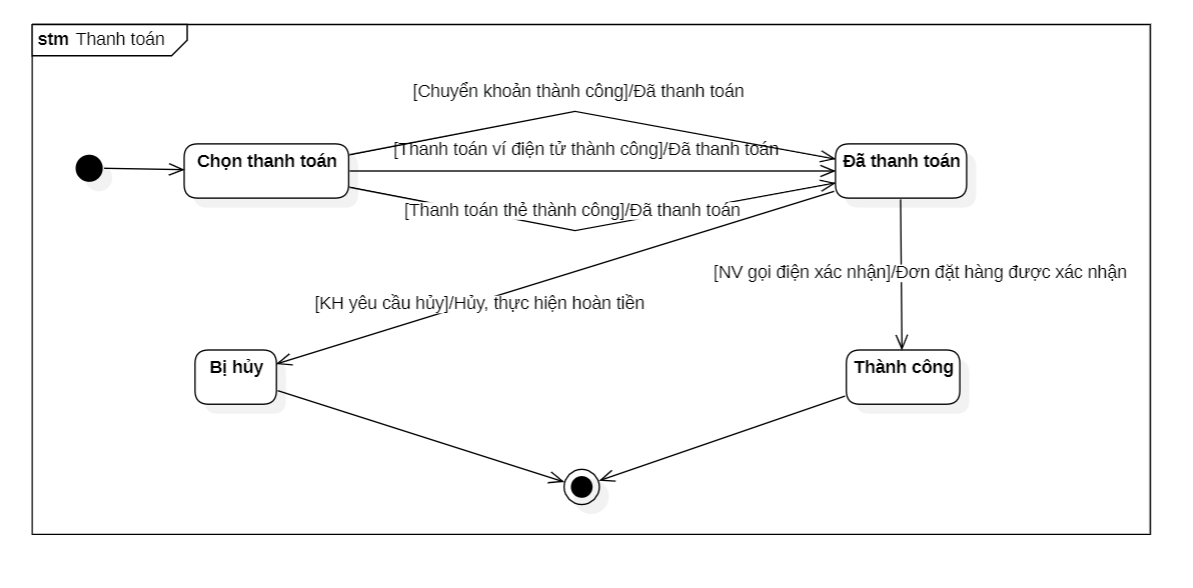 stm Thanh toán
[Chuyển khoản thành công]/Đã thanh toán
Chọn thanh toán
[Thanh toán ví điện tử thành công]/Đã thanh toán
Đã thanh toán
[Thanh toán thẻ thành công]/Đã thanh toán
[NV gọi điện xác nhận]/Đơn đặt hàng được xác nhận
[KH yêu cầu hủy]/Hủy, thực hiện hoàn tiền
Bị hủy
Thành công